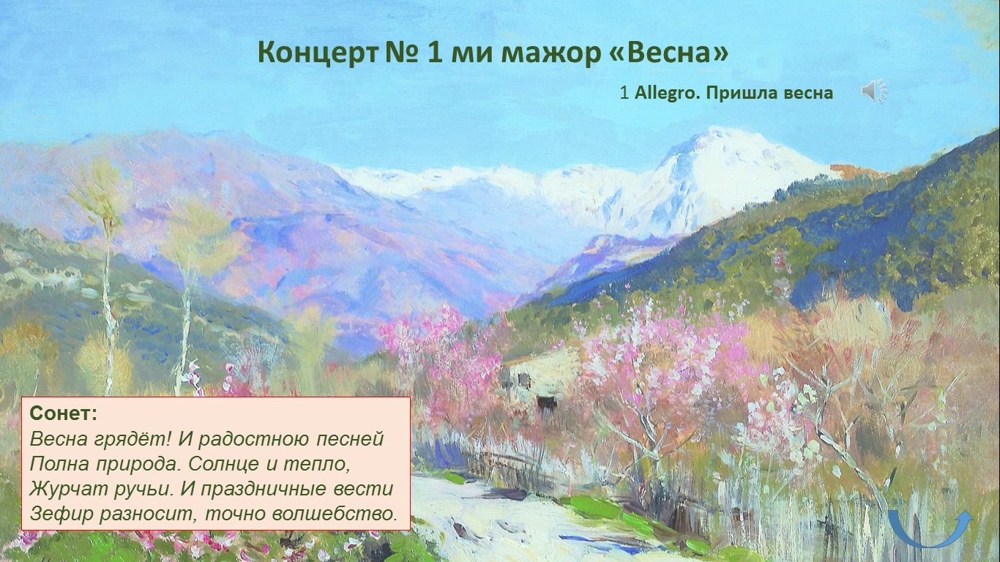 Концерт № 1 ми мажор «Весна»
1 Allegro. Пришла весна
Сонет:
Весна грядёт! И радостною песней
Полна природа. Солнце и тепло,
Журчат ручьи. И праздничные вести
Зефир разносит, точно волшебство.